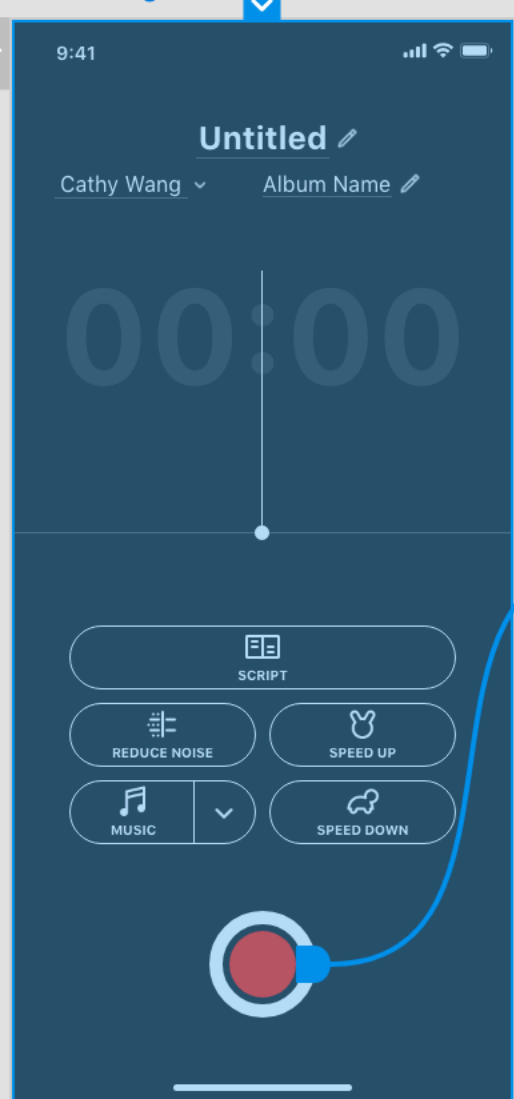 9:41
Untitled
Cathy Wang
Album Name
00:00
SCRIPT
REDUCE NOISE
SPEED UP
MUSIC
SPEED DOWN